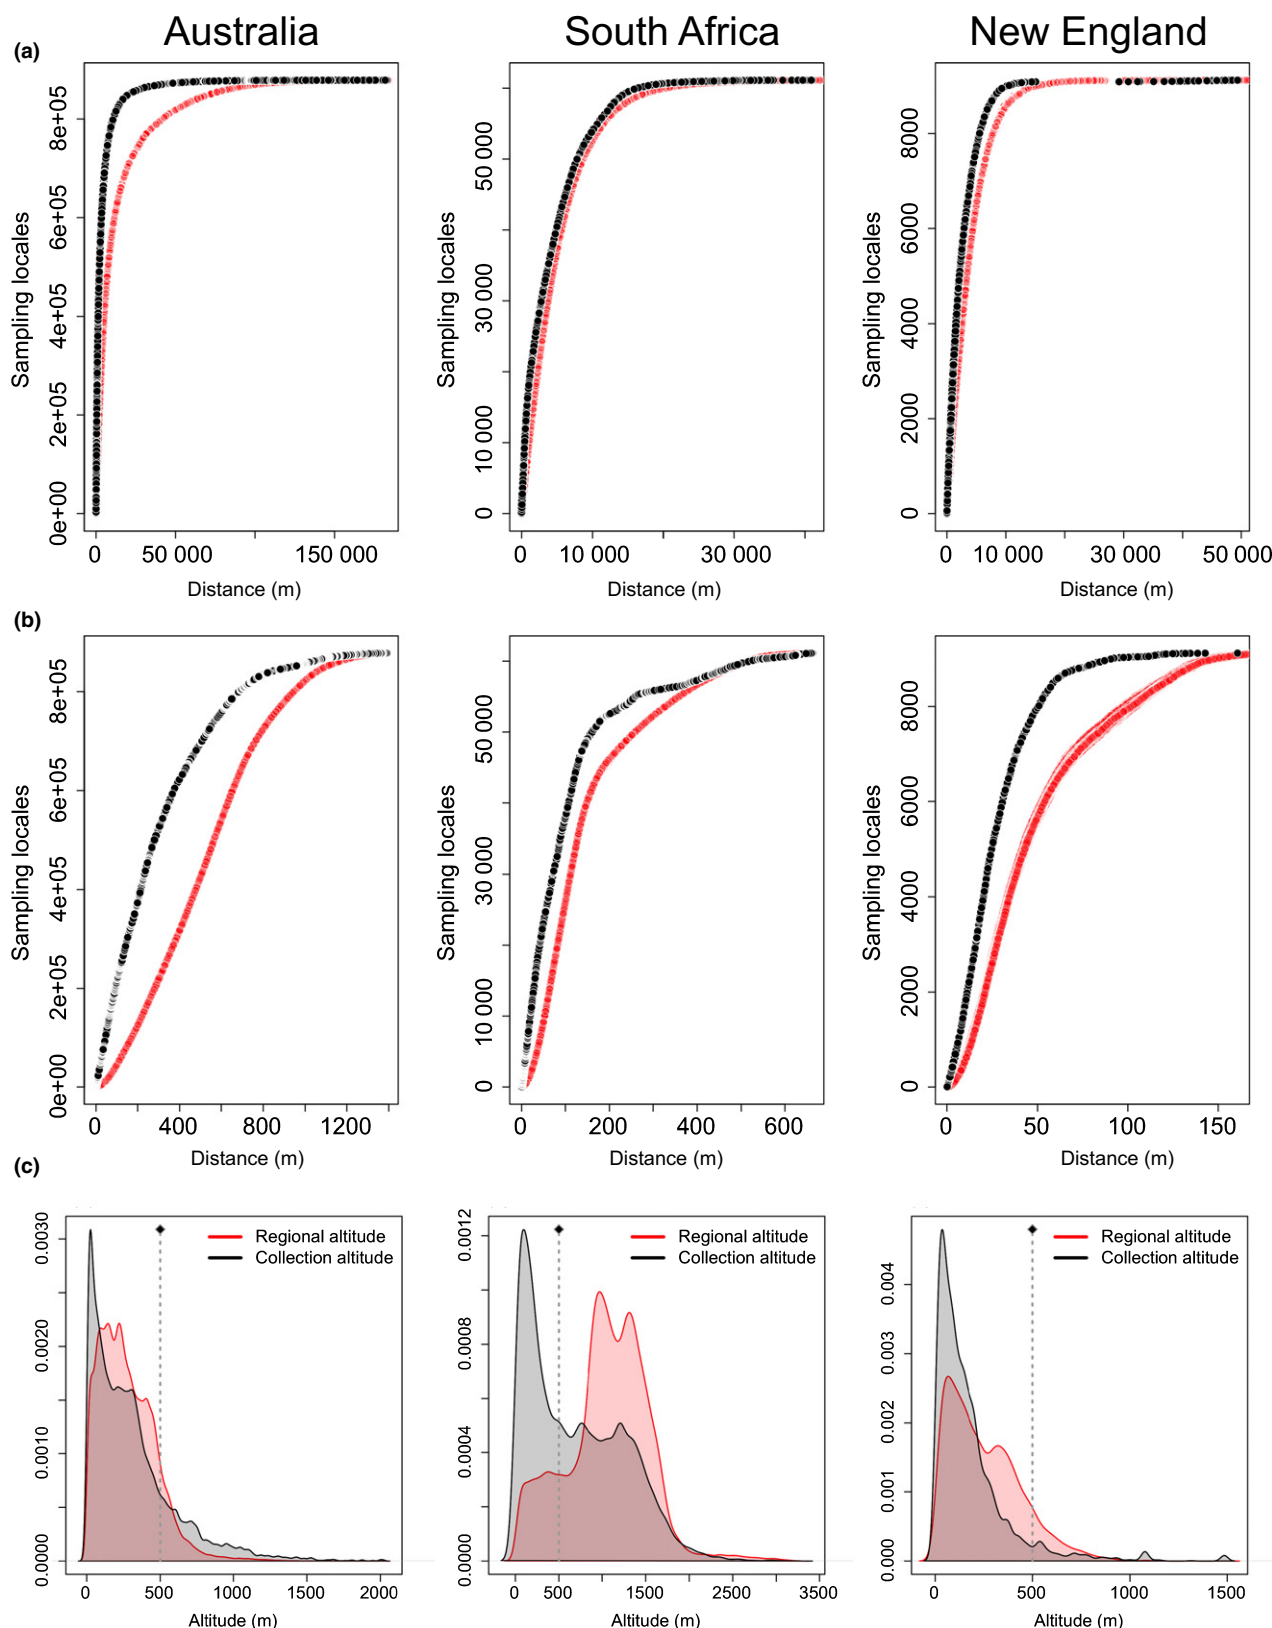 Australia South Africa New England
(a)
Sampling locales
0e+00 2e+05 4e+05 6e+05 8e+05
0 50 000 150 000
Distance (m)
Sampling locales
0 10 000 30 000 50 000
0 10 000 30 000
Distance (m)
Sampling locales
0 2000 4000 6000 8000
0 10 000 30 000 50 000
Distance (m)
(b)
Sampling locales
0e+00 2e+05 4e+05 6e+05 8e+05
0 400 800 1200
Distance (m)
Sampling locales
0 10 000 30 000 50 000
0 200 400 600
Distance (m)
Sampling locales
0 2000 4000 6000 8000
0 50 100 150
Distance (m)
(c)
0.0000 0.0010 0.0020 0.0030
Regional altitude
Collection altitude
0 500 1000 1500 2000
Altitude (m)
0.0000 0.0004 0.0008 0.0012
Regional altitude
Collection altitude
0 500 1500 2500 3500
Altitude (m)
0.000 0.001 0.002 0.003 0.004
Regional altitude
Collection altitude
0 500 1000 1500
Altitude (m)